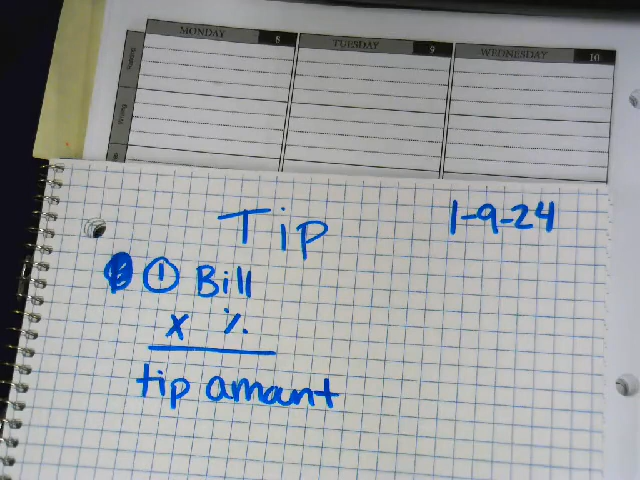 MONDAY 8 TUESDAY 9 WEDNESDAY 10
Tip 1-9-24
① Bill
x %
tip amant